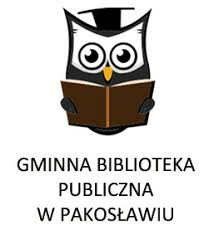 GMINNA BIBLIOTEKA
PUBLICZNA
W PAKOSŁAWIU